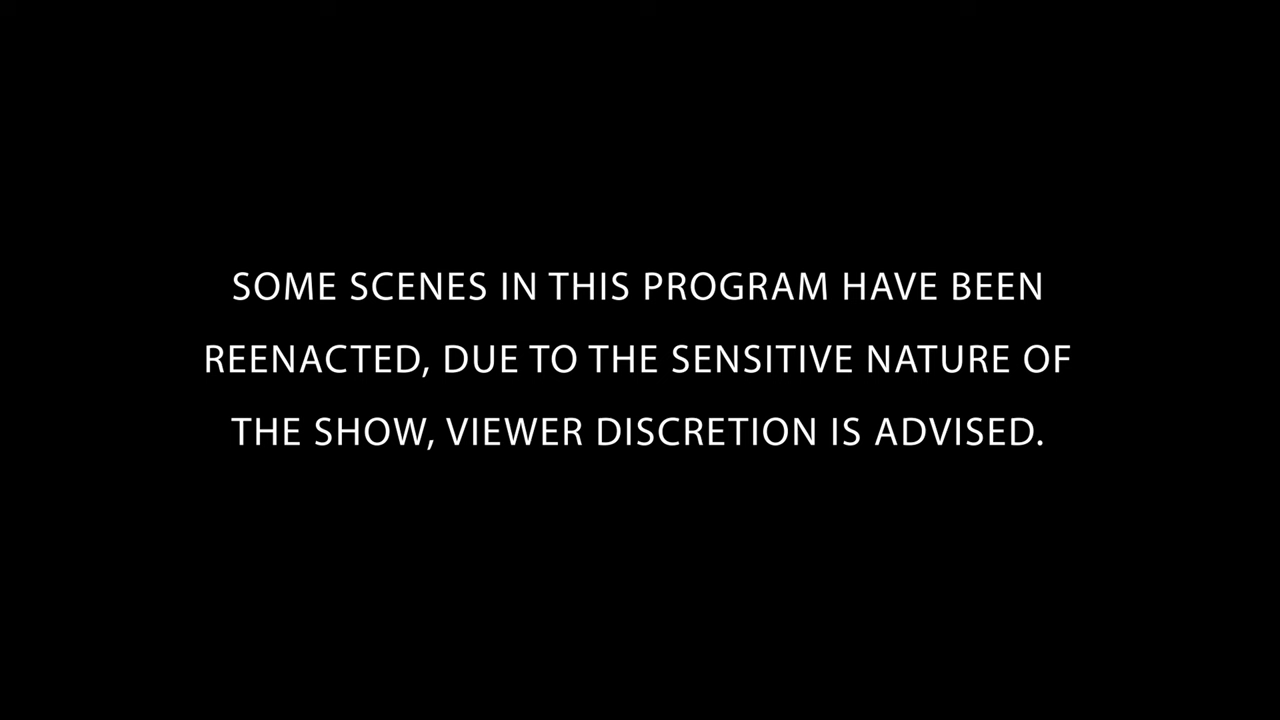 SOME SCENES IN THIS PROGRAM HAVE BEEN
REENACTED, DUE TO THE SENSITIVE NATURE OF
THE SHOW, VIEWER DISCRETION IS ADVISED.